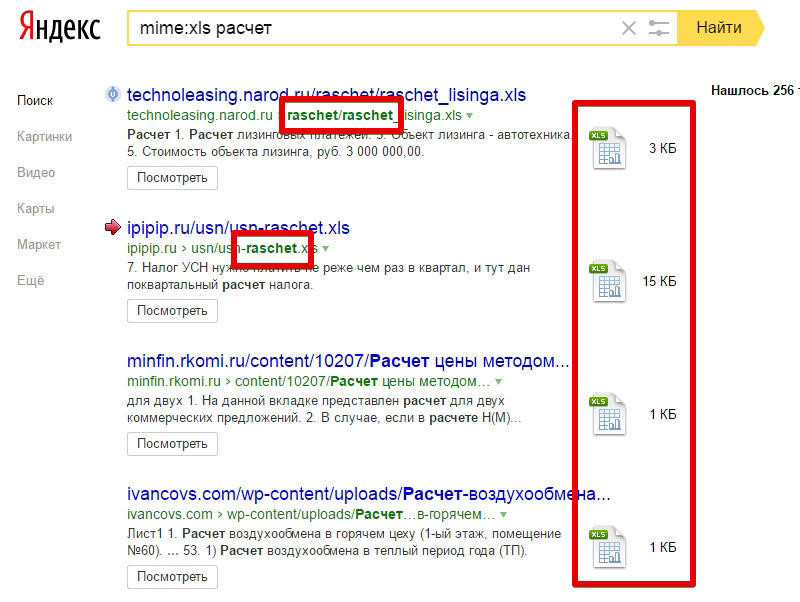 Яндекс
mime:xls расчет
Найти
Нашлось 256 т
Поиск
Картинки
Видео
Карты
Маркет
Ещё
technoleasing.narod.ru/raschet/raschet_lisinga.xls
technoleasing.narod.ru › raschet/raschet_lisinga.xls
Расчет 1. Расчет лизинговых платежей. 3. Объект лизинга - автотехника.
5. Стоимость объекта лизинга, руб. 3 000 000,00.
Посмотреть
XLS
3 КБ
ipipip.ru/usn/usn-raschet.xls
ipipip.ru › usn/usn-raschet.xls
7. Налог УСН нужно платить не реже чем раз в квартал, и тут дан
поквартальный расчет налога.
Посмотреть
XLS
15 КБ
minfin.rkomi.ru/content/10207/Расчет цены методом...
minfin.rkomi.ru › content/10207/Расчет цены методом…
для двух 1. На данной вкладке представлен расчет для двух
коммерческих предложений. 2. В случае, если в расчете Н(М)...
Посмотреть
XLS
1 КБ
ivancovs.com/wp-content/uploads/Расчет-воздухообмена...
ivancovs.com › wp-content/uploads/Расчет…в-горячем…
Лист1 1. Расчет воздухообмена в горячем цеху (1-ый этаж, помещение
№60). ... 53. 1) Расчет воздухообмена в теплый период года (ТП).
Посмотреть
XLS
1 КБ